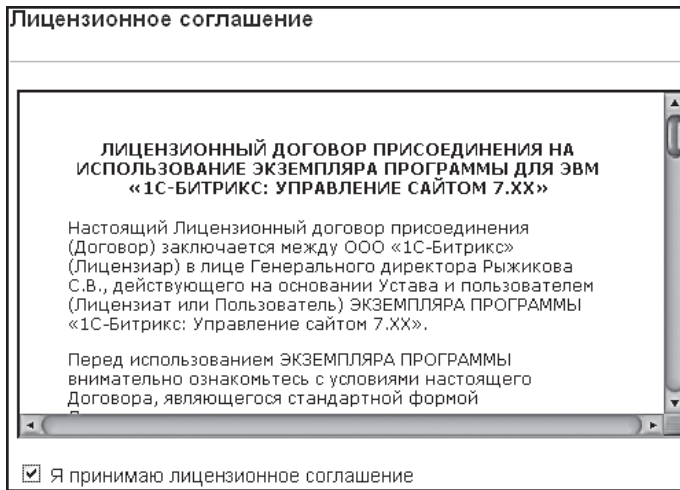 Лицензионное соглашение
ЛИЦЕНЗИОННЫЙ ДОГОВОР ПРИСОЕДИНЕНИЯ НА
ИСПОЛЬЗОВАНИЕ ЭКЗЕМПЛЯРА ПРОГРАММЫ ДЛЯ ЭВМ
«1С-БИТРИКС: УПРАВЛЕНИЕ САЙТОМ 7.XX»
Настоящий Лицензионный договор присоединения
(Договор) заключается между ООО «1С-Битрикс»
(Лицензиар) в лице Генерального директора Рыжикова
С.В., действующего на основании Устава и пользователем
(Лицензиат или Пользователь) ЭКЗЕМПЛЯРА ПРОГРАММЫ
«1С-Битрикс: Управление сайтом 7.XX».
Перед использованием ЭКЗЕМПЛЯРА ПРОГРАММЫ
внимательно ознакомьтесь с условиями настоящего
Договора, являющегося стандартной формой
Я принимаю лицензионное соглашение